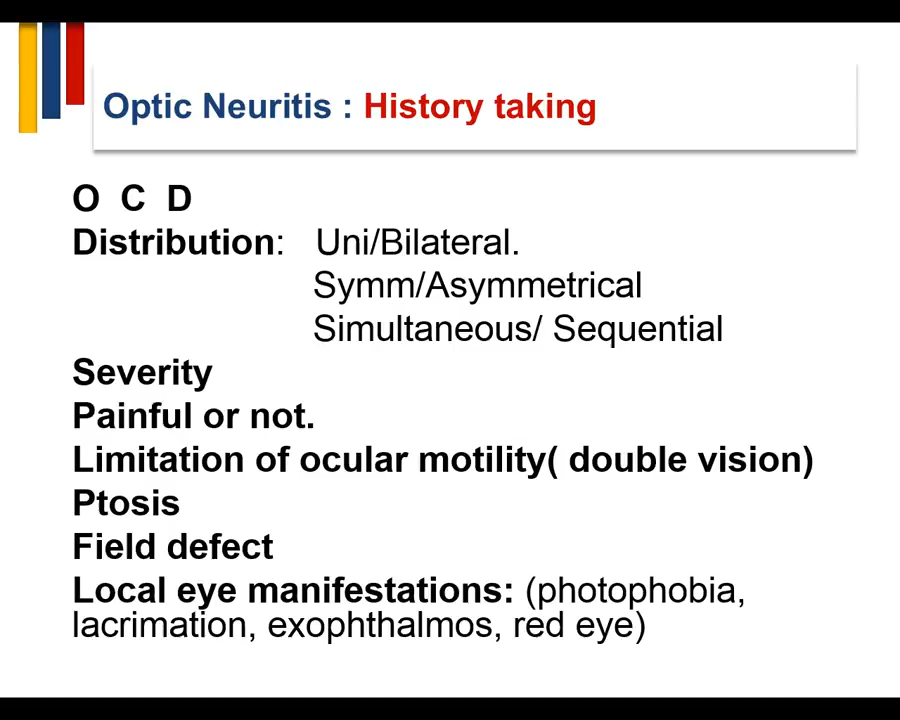 Optic Neuritis : History taking
O C D
Distribution: Uni/Bilateral.
Symm/Asymmetrical
Simultaneous/ Sequential
Severity
Painful or not.
Limitation of ocular motility( double vision)
Ptosis
Field defect
Local eye manifestations: (photophobia,
lacrimation, exophthalmos, red eye)